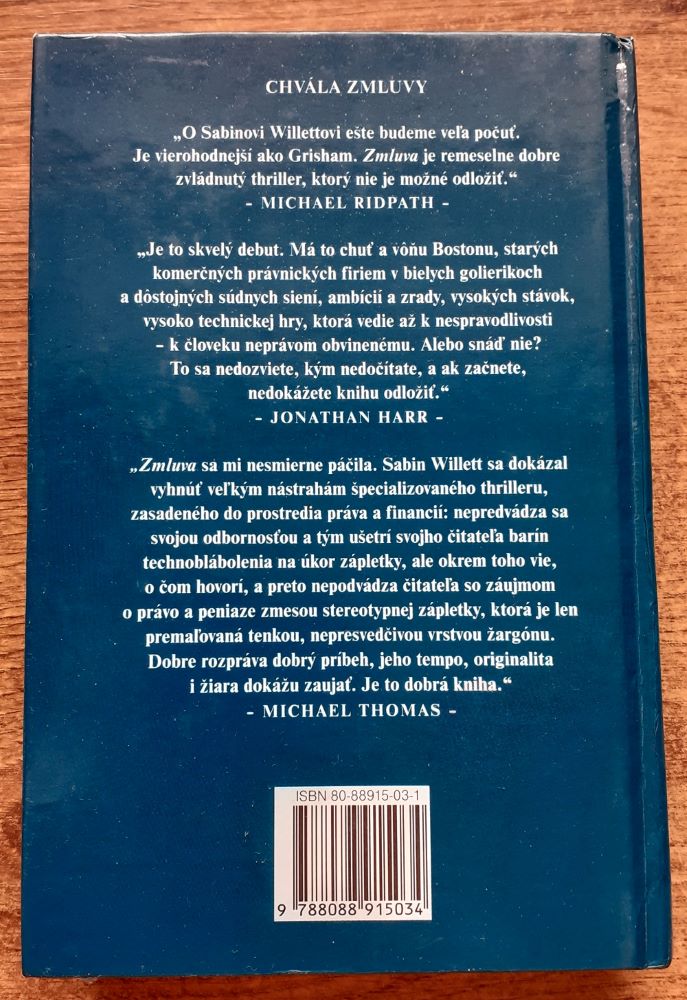 CHVÁLA ZMLUVY
„O Sabinovi Willettovi ešte budeme veľa počuť.
Je vierohodnejší ako Grisham. Zmluva je remeselne dobre
zvládnutý thriller, ktorý nie je možné odložiť.“
- MICHAEL RIDPATH -
„Je to skvelý debut. Má to chuť a vôňu Bostonu, starých
komerčných právnických firiem v bielych golierikoch
a dôstojných súdnych siení, ambícií a zrady, vysokých stávok,
vysoko technickej hry, ktorá vedie až k nespravodlivosti
– k človeku neprávom obvinenému. Alebo snáď nie?
To sa nedozviete, kým nedočítate, a ak začnete,
nedokážete knihu odložiť.“
- JONATHAN HARR -
„Zmluva sa mi nesmierne páčila. Sabin Willett sa dokázal
vyhnúť veľkým nástrahám špecializovaného thrilleru,
zasadeného do prostredia práva a financií: nepredvádza sa
svojou odbornosťou a tým ušetrí svojho čitateľa barín
technoblábolenia na úkor zápletky, ale okrem toho vie,
o čom hovorí, a preto nepodvádza čitateľa so záujmom
o právo a peniaze zmesou stereotypnej zápletky, ktorá je len
premaľovaná tenkou, nepresvedčivou vrstvou žargónu.
Dobre rozpráva dobrý príbeh, jeho tempo, originalita
i žiara dokážu zaujať. Je to dobrá kniha.“
- MICHAEL THOMAS -
ISBN 80-88915-03-1
9 788088 915034